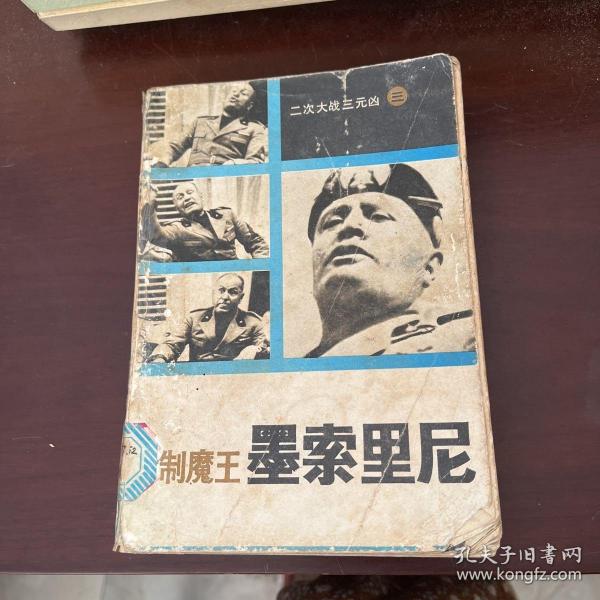 二次大战三元凶 三
制魔王 墨索里尼
孔夫子旧书网
www.kongfz.com